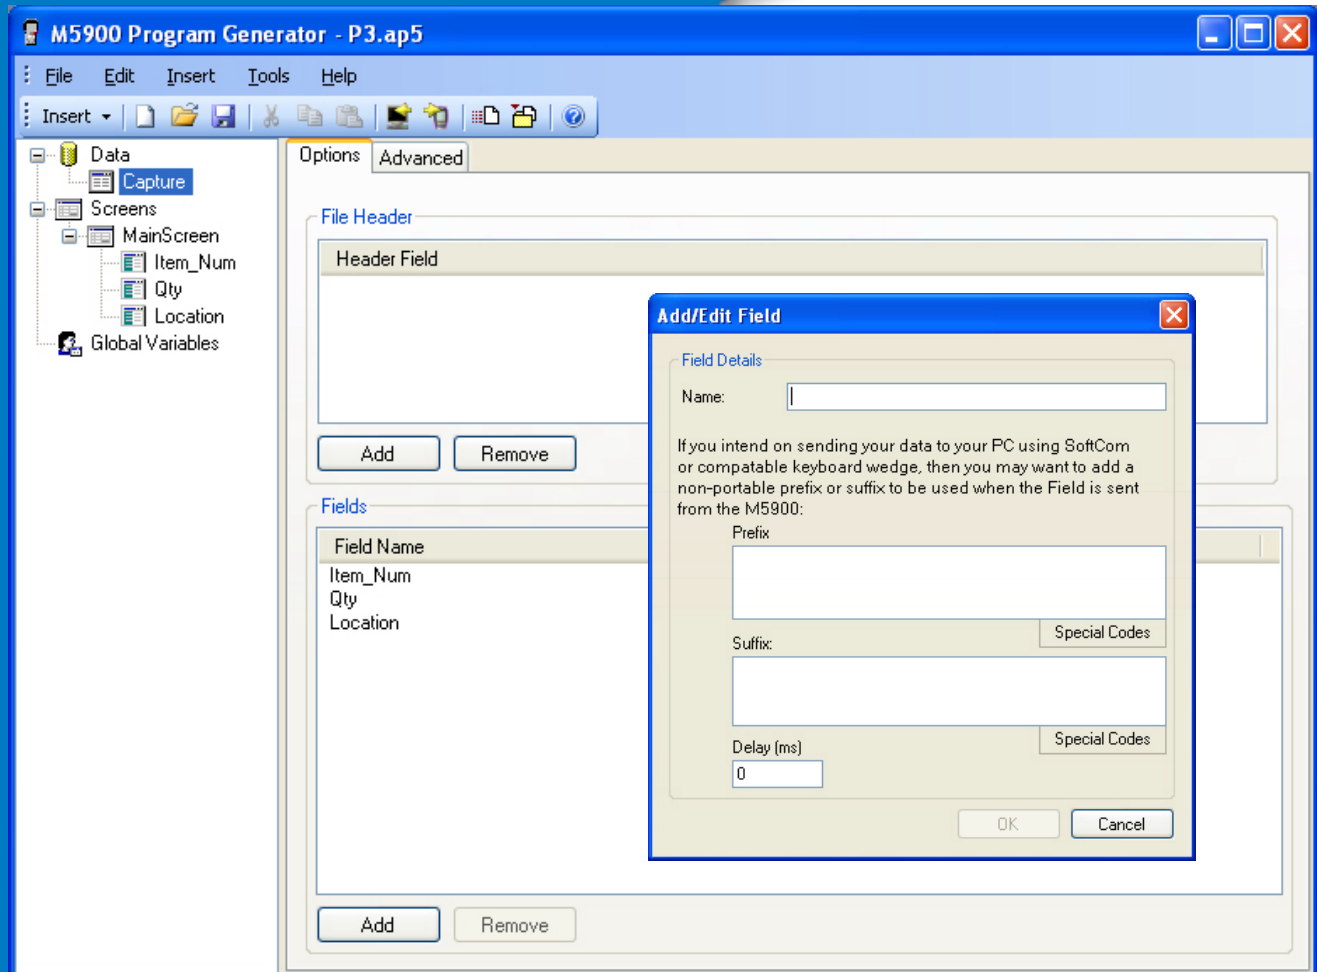 M5900 Program Generator - P3.ap5
File Edit Insert Tools Help
Insert
Data
Capture
Screens
MainScreen
Item_Num
Qty
Location
Global Variables
Options Advanced
File Header
Header Field
Add Remove
Fields
Field Name
Item_Num
Qty
Location
Add Remove
Add/Edit Field
Field Details
Name:
If you intend on sending your data to your PC using SoftCom
or compatable keyboard wedge, then you may want to add a
non-portable prefix or suffix to be used when the Field is sent
from the M5900:
Prefix
Special Codes
Suffix:
Special Codes
Delay (ms)
0
OK Cancel